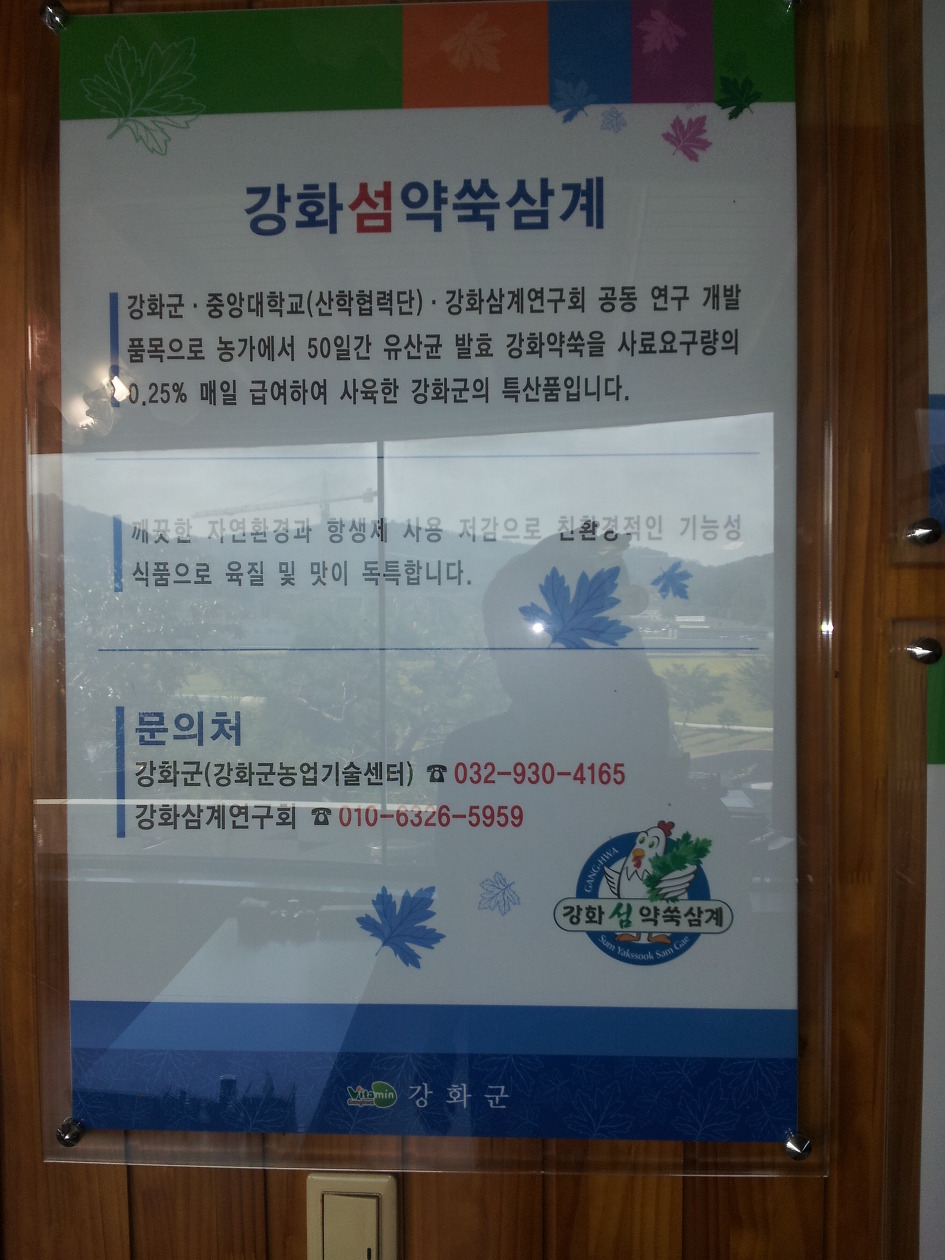 강화섬약쑥삼계
강화군 · 중앙대학교(산학협력단) · 강화삼계연구회 공동 연구 개발
품목으로 농가에서 50일간 유산균 발효 강화약쑥을 사료요구량의
0.25% 매일 급여하여 사육한 강화군의 특산품입니다.
깨끗한 자연환경과 항생제 사용 저감으로 친환경적인 기능성
식품으로 육질 및 맛이 독특합니다.
문의처
강화군(강화군농업기술센터) ☎ 032-930-4165
강화삼계연구회 ☎ 010-6326-5959
GANG-HWA
강화 섬 약쑥삼계
Sum Yakssook Sam Gae
Vitamin 강화군